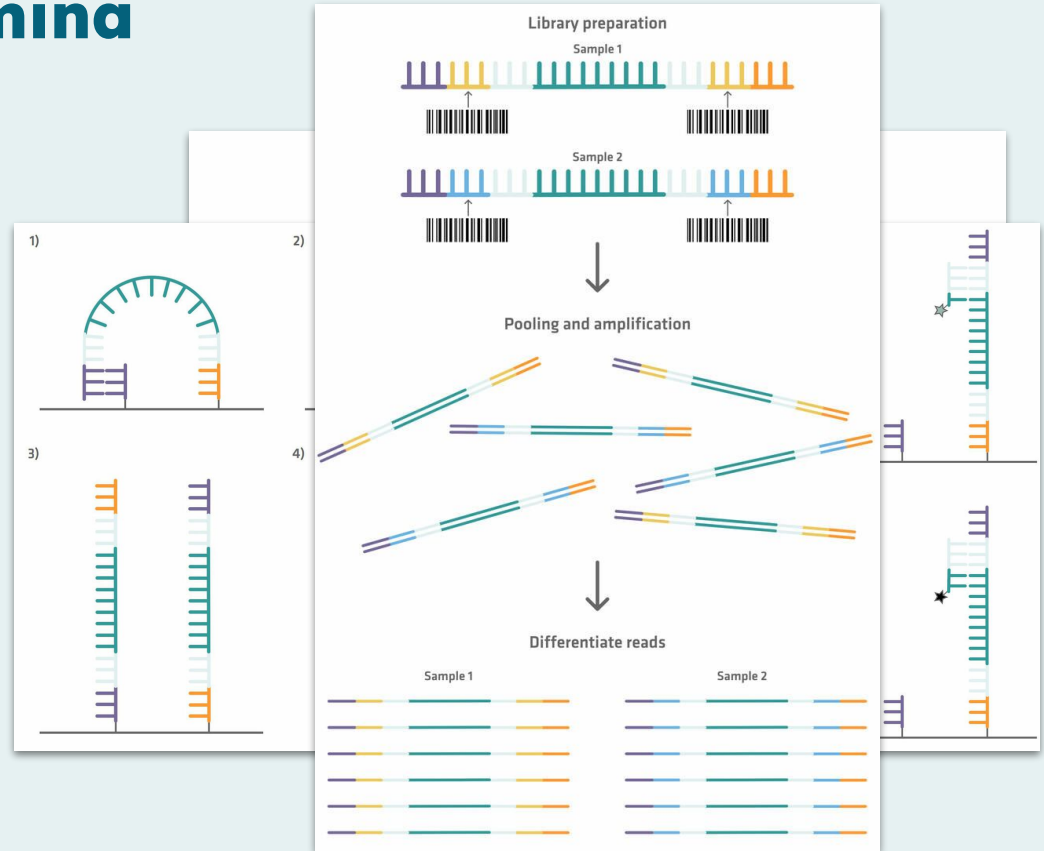 mina
Library preparation
Sample 1
Sample 2
Pooling and amplification
Differentiate reads
Sample 1
Sample 2
1)
2)
3)
4)